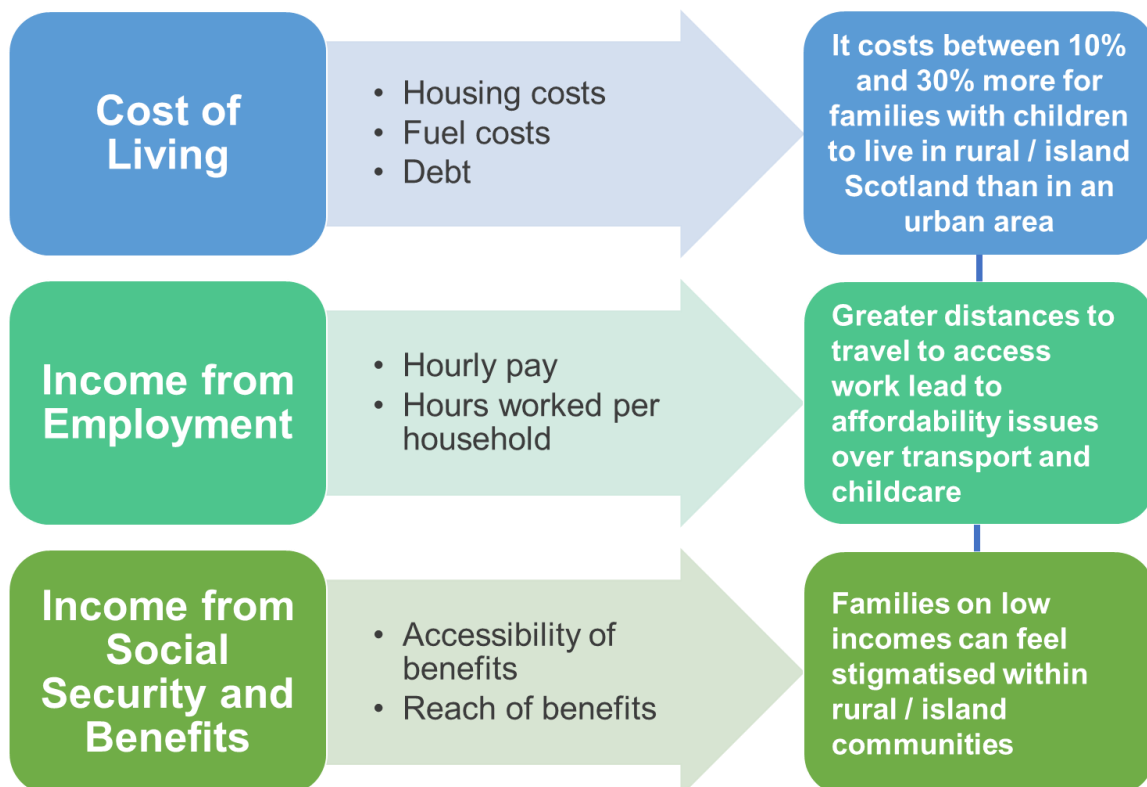 Cost of
Living
• Housing costs
• Fuel costs
• Debt
It costs between 10%
and 30% more for
families with children
to live in rural / island
Scotland than in an
urban area
Income from
Employment
• Hourly pay
• Hours worked per
household
Greater distances to
travel to access
work lead to
affordability issues
over transport and
childcare
Income from
Social
Security and
Benefits
• Accessibility of
benefits
• Reach of benefits
Families on low
incomes can feel
stigmatised within
rural / island
communities